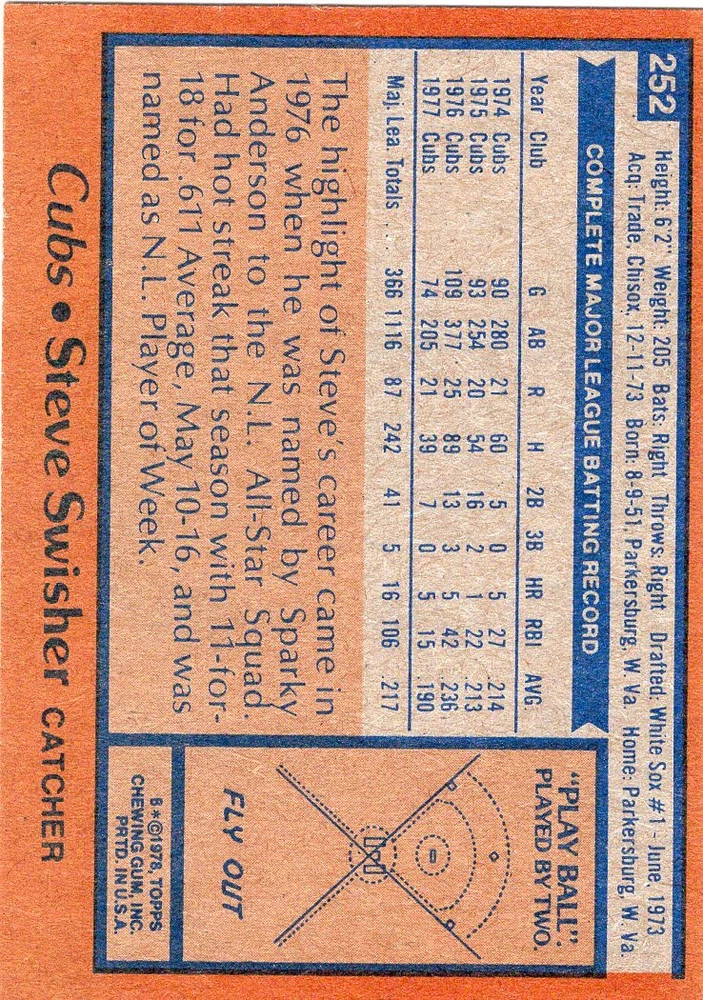 252
Height: 6'2" Weight: 205 Bats: Right Throws: Right Drafted: White Sox #1 - June, 1973
Acq: Trade, Chisox, 12-11-73 Born: 8-9-51, Parkersburg, W. Va. Home: Parkersburg, W. Va.
COMPLETE MAJOR LEAGUE BATTING RECORD
Year Club G AB R H 2B 3B HR RBI AVG
1974 Cubs 90 280 21 60 5 0 5 27 .214
1975 Cubs 93 254 20 54 16 2 1 22 .213
1976 Cubs 109 377 25 89 13 3 5 42 .236
1977 Cubs 74 205 21 39 7 0 5 15 .190
Maj. Lea. Totals . . . 366 1116 87 242 41 5 16 106 .217
The highlight of Steve's career came in
1976 when he was named by Sparky
Anderson to the N.L. All-Star Squad.
Had hot streak that season with 11-for-
18 for .611 Average, May 10-16, and was
named as N.L. Player of Week.
"PLAY BALL"
PLAYED BY TWO.
FLY OUT
B*©1978, TOPPS
CHEWING GUM, INC.
PRTD. IN U.S.A.
Cubs • Steve Swisher CATCHER